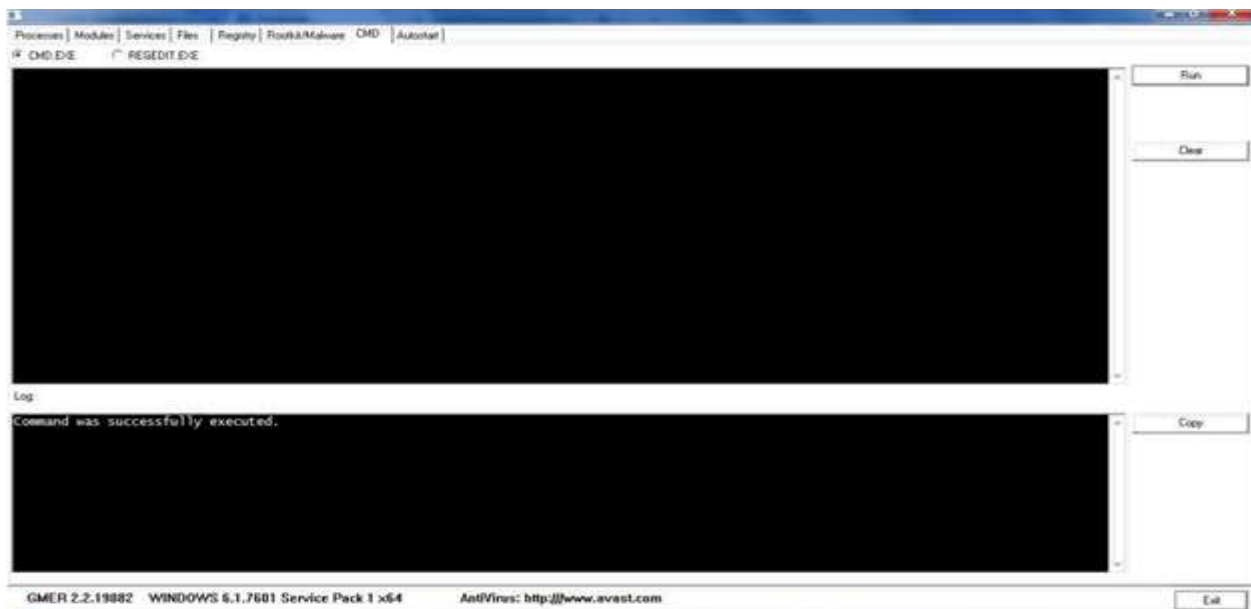 Processes Modules Services Files Registry Rootkit/Malware CMD Autostart
CMD.EXE REGEDIT.EXE
Run
Clear
Log:
Command was successfully executed.
Copy
GMER 2.2.19882 WINDOWS 6.1.7601 Service Pack 1 x64 AntiVirus: http:///www.avast.com
Exit